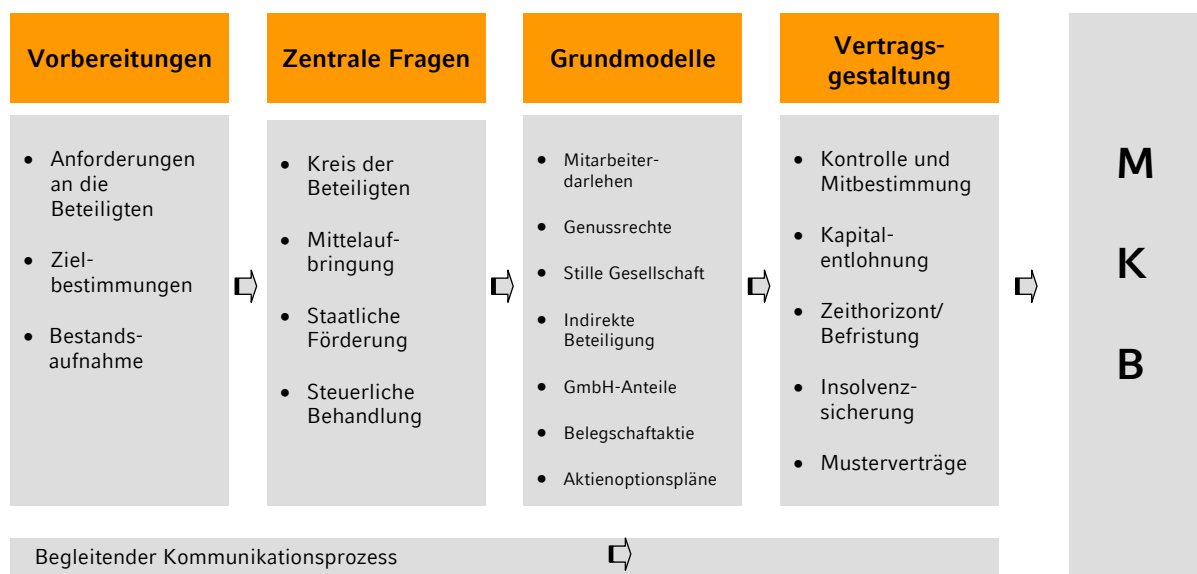 Vorbereitungen
• Anforderungen
an die
Beteiligten
• Ziel-
bestimmungen
• Bestands-
aufnahme
Zentrale Fragen
• Kreis der
Beteiligten
• Mittelauf-
bringung
• Staatliche
Förderung
• Steuerliche
Behandlung
Grundmodelle
• Mitarbeiter-
darlehen
• Genussrechte
• Stille Gesellschaft
• Indirekte
Beteiligung
• GmbH-Anteile
• Belegschaftaktie
• Aktienoptionspläne
Vertrags-
gestaltung
• Kontrolle und
Mitbestimmung
• Kapital-
entlohnung
• Zeithorizont/
Befristung
• Insolvenz-
sicherung
• Musterverträge
M
K
B
Begleitender Kommunikationsprozess